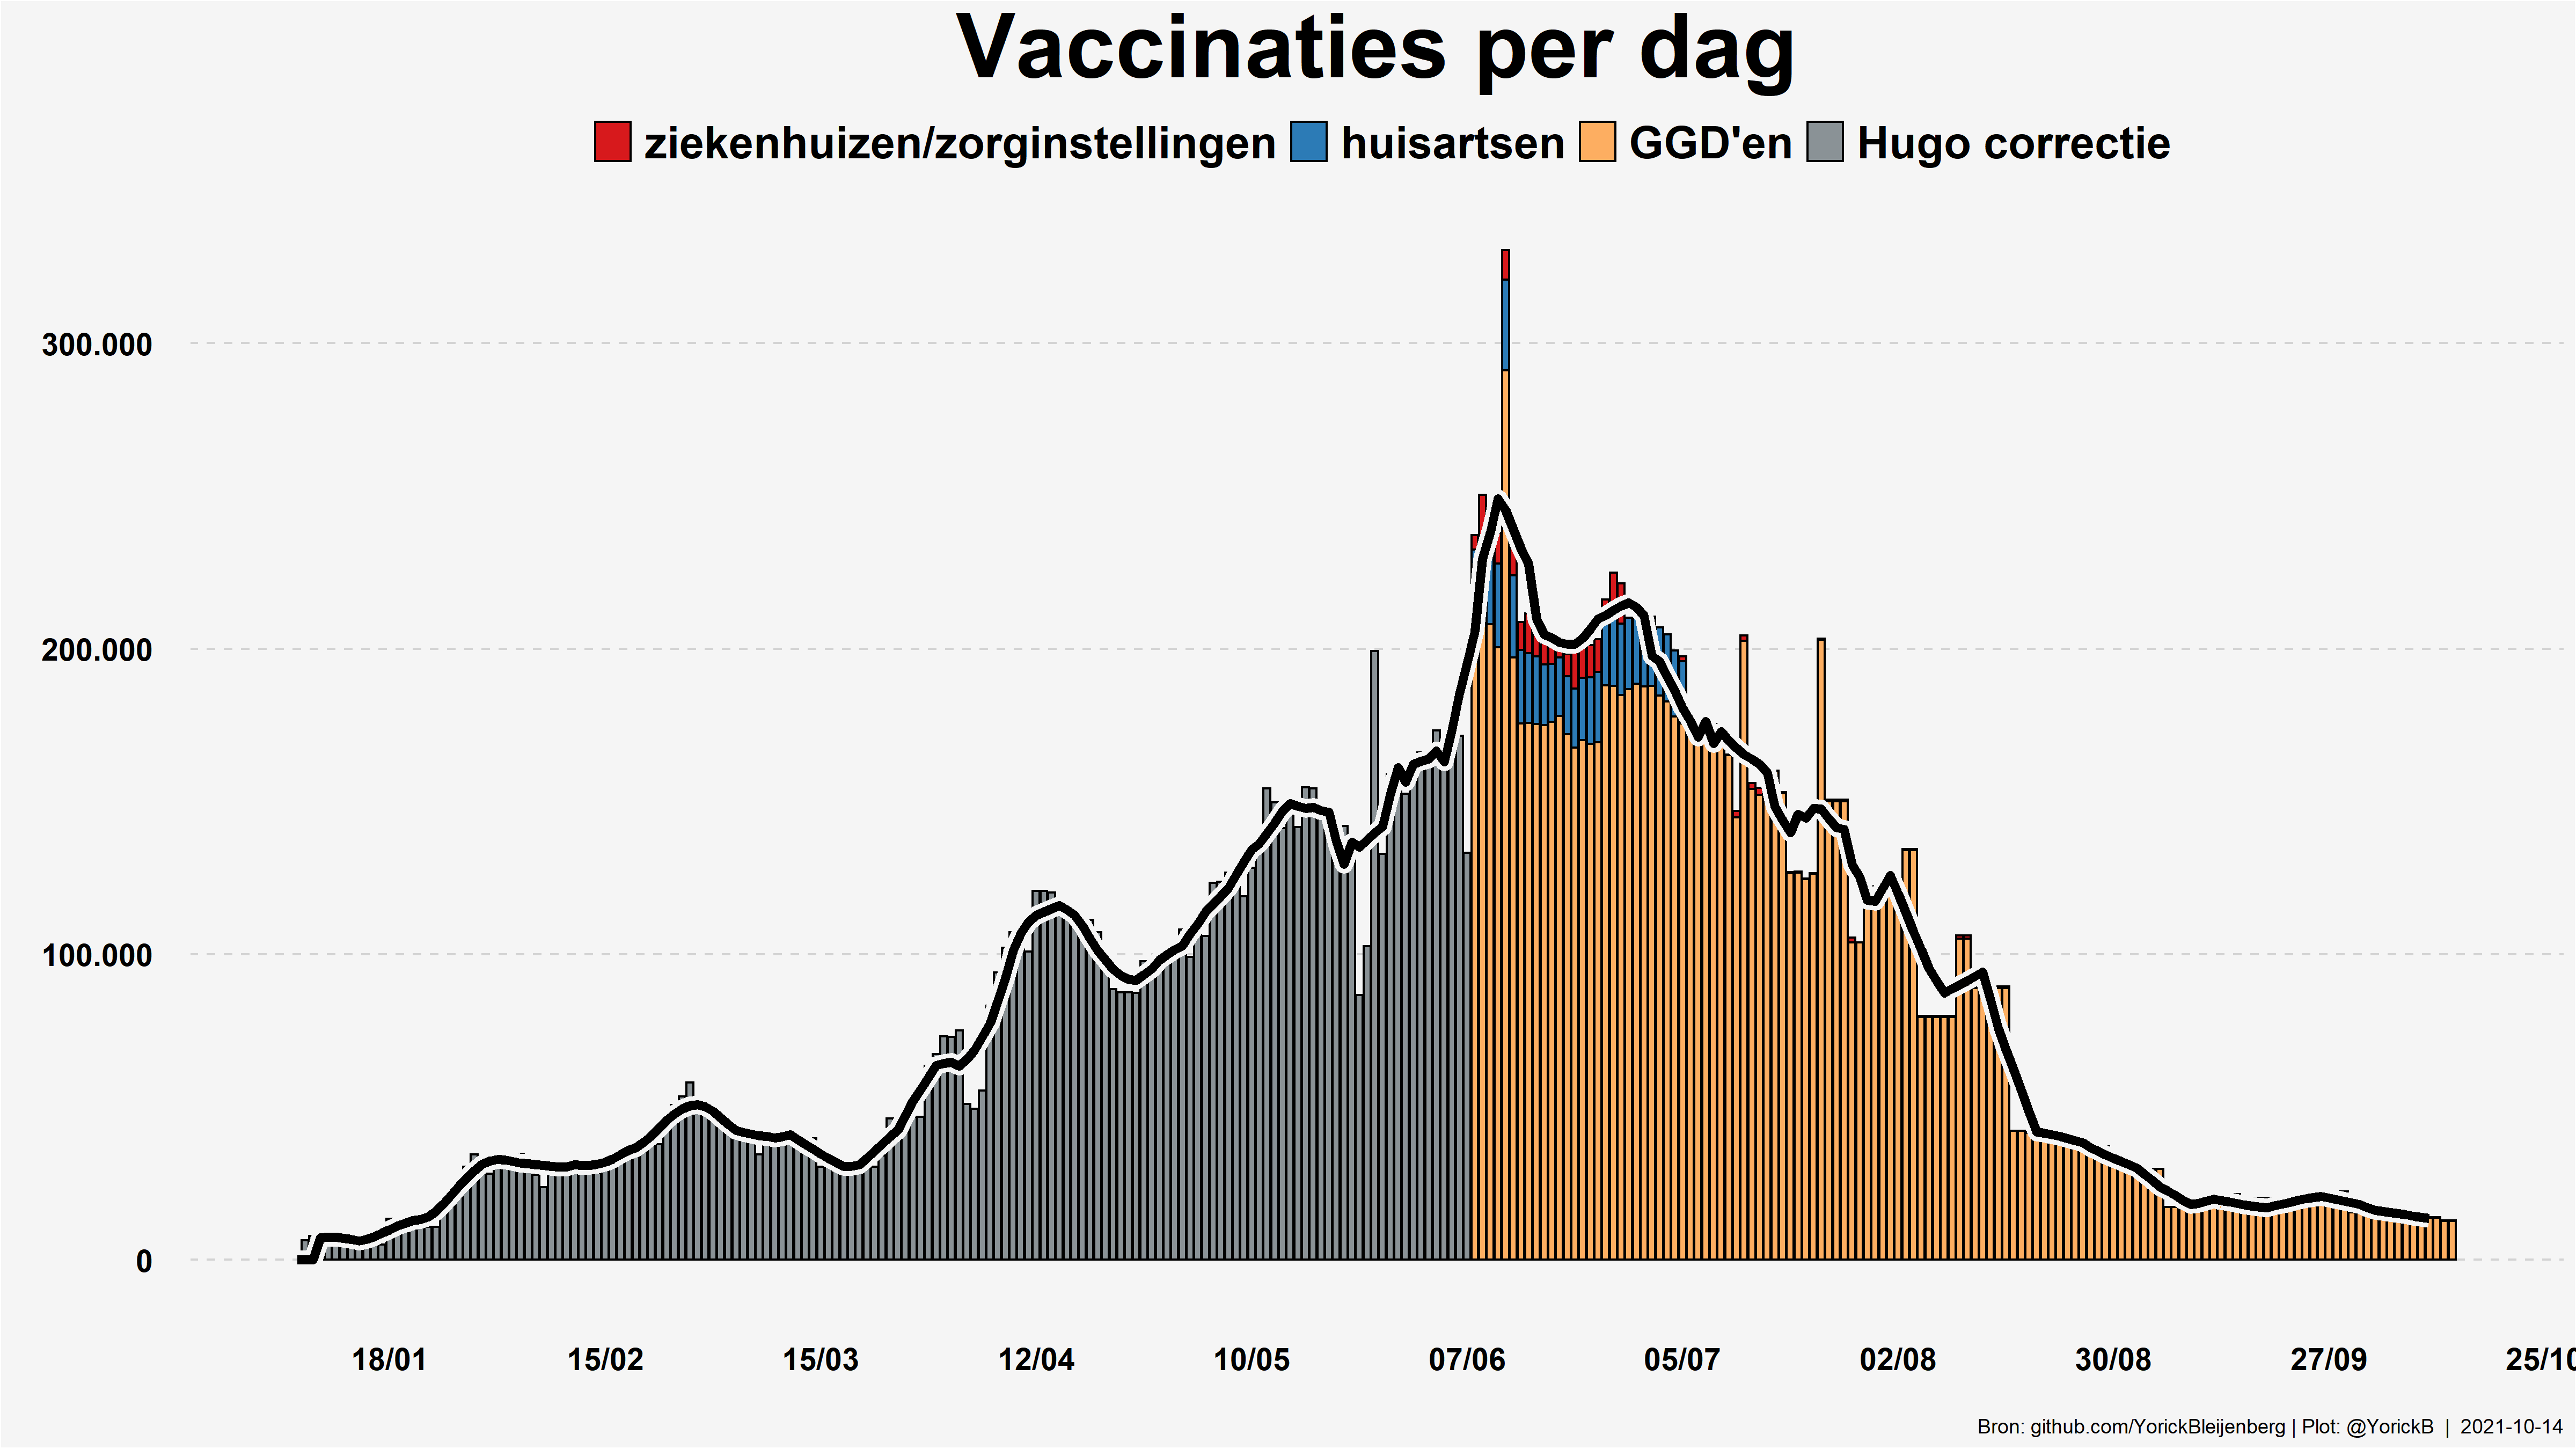 Vaccinaties per dag
ziekenhuizen/zorginstellingen huisartsen GGD'en Hugo correctie
300.000
200.000
100.000
0
18/01 15/02 15/03 12/04 10/05 07/06 05/07 02/08 30/08 27/09 25/10
Bron: github.com/YorickBleijenberg | Plot: @YorickB | 2021-10-14